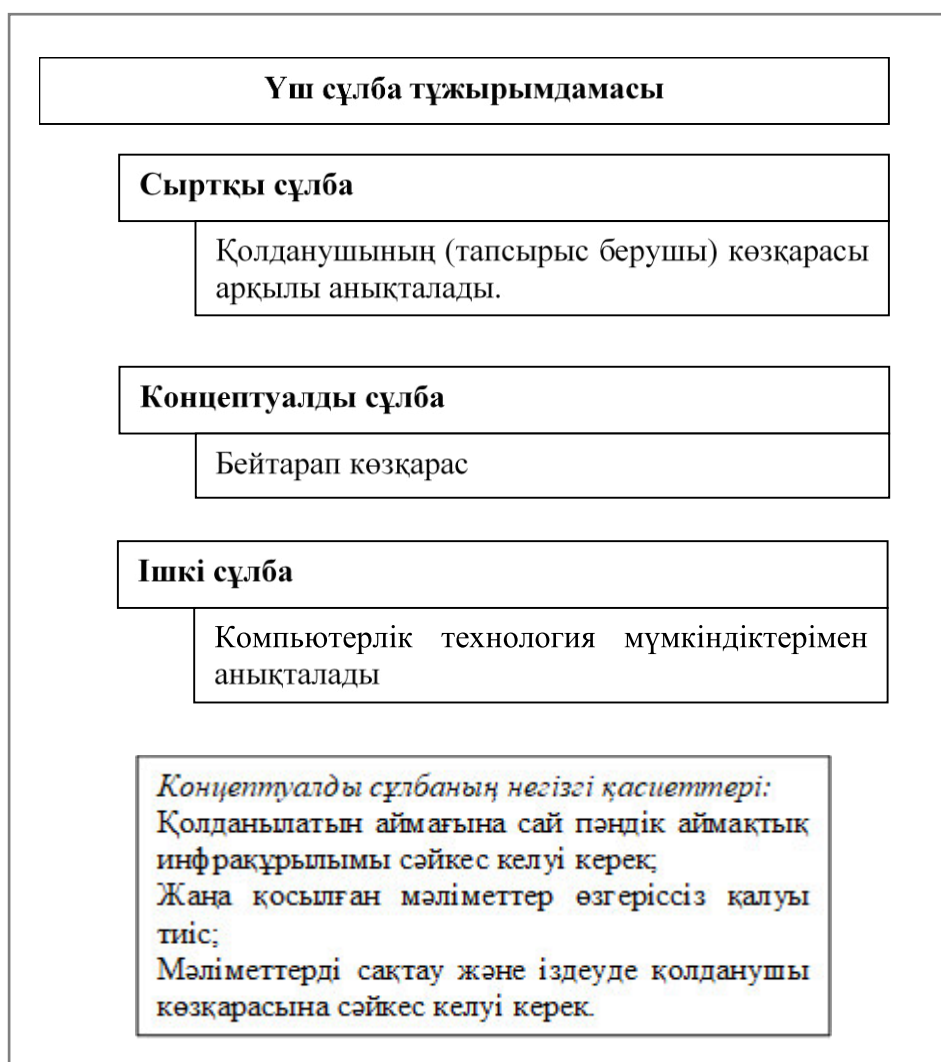 Үш сұлба тұжырымдамасы
Сыртқы сұлба
Қолданушының (тапсырыс берушы) көзқарасы
арқылы анықталады.
Концептуалды сұлба
Бейтарап көзқарас
Ішкі сұлба
Компьютерлік технология мүмкіндіктерімен
анықталады
Концептуалды сұлбаның негізгі қасиеттері:
Қолданылатын аймағына сай пәндік аймақтық
инфрақұрылымы сәйкес келуі керек;
Жаңа қосылған мәліметтер өзгеріссіз қалуы
тиіс;
Мәліметтерді сақтау және іздеуде қолданушы
көзқарасына сәйкес келуі керек.